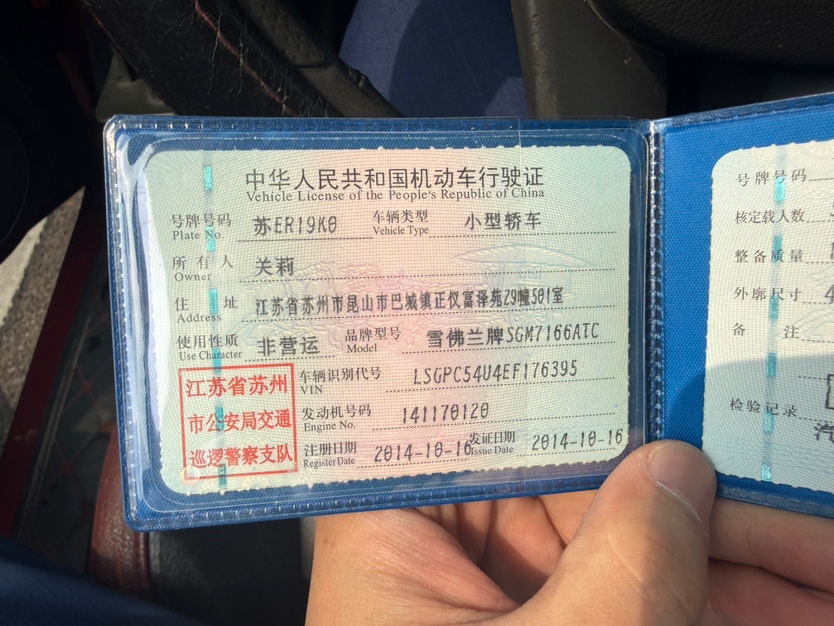 中华人民共和国机动车行驶证
Vehicle License of the People's Republic of China
号牌号码 苏ER19K0 车辆类型 小型轿车
Plate No. Vehicle Type
所有人 关莉
Owner
住址 江苏省苏州市昆山市巴城镇正仪富泽苑29幢501室
Address
使用性质 非营运 品牌型号 雪佛兰牌SGM7166ATC
Use Character Model
江苏省苏州
市公安局交通
巡逻警察支队
车辆识别代号 LSGPC54U4EF176395
VIN
发动机号码 141170120
Engine No.
注册日期 2014-10-16 发证日期 2014-10-16
Register Date Issue Date
号牌号码
核定载人数
整备质量
外廓尺寸 4
备注
检验记录
汽